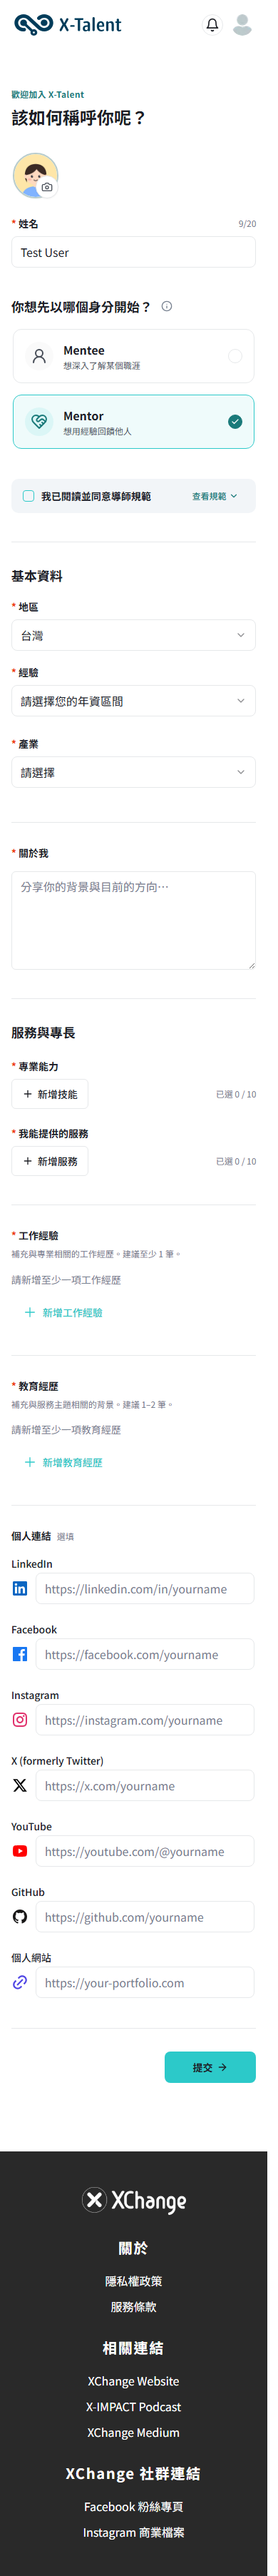 X-Talent
歡迎加入 X-Talent
該如何稱呼你呢？
* 姓名
9/20
Test User
你想先以哪個身分開始？
Mentee
想深入了解某個職涯
Mentor
想用經驗回饋他人
我已閱讀並同意導師規範
查看規範
基本資料
* 地區
台灣
* 經驗
請選擇您的年資區間
* 產業
請選擇
* 關於我
分享你的背景與目前的方向…
服務與專長
* 專業能力
+ 新增技能
已選 0 / 10
* 我能提供的服務
+ 新增服務
已選 0 / 10
* 工作經驗
補充與專業相關的工作經歷。建議至少 1 筆。
請新增至少一項工作經歷
+ 新增工作經驗
* 教育經歷
補充與服務主題相關的背景。建議 1–2 筆。
請新增至少一項教育經歷
+ 新增教育經歷
個人連結 選填
LinkedIn
https://linkedin.com/in/yourname
Facebook
https://facebook.com/yourname
Instagram
https://instagram.com/yourname
X (formerly Twitter)
https://x.com/yourname
YouTube
https://youtube.com/@yourname
GitHub
https://github.com/yourname
個人網站
https://your-portfolio.com
提交 →
XChange
關於
隱私權政策
服務條款
相關連結
XChange Website
X-IMPACT Podcast
XChange Medium
XChange 社群連結
Facebook 粉絲專頁
Instagram 商業檔案